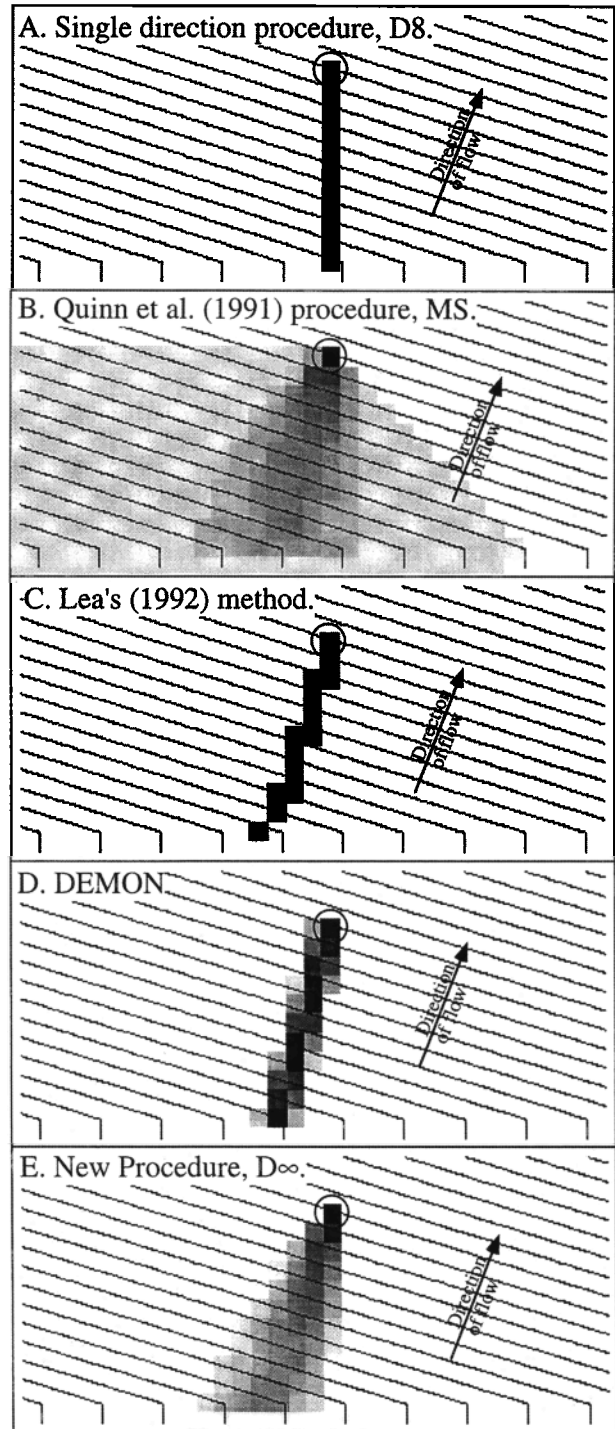 A. Single direction procedure, D8.
Direction
of flow
B. Quinn et al. (1991) procedure, MS.
Direction
of flow
C. Lea's (1992) method.
Direction
of flow
D. DEMON
Direction
of flow
E. New Procedure, D∞.
Direction
of flow